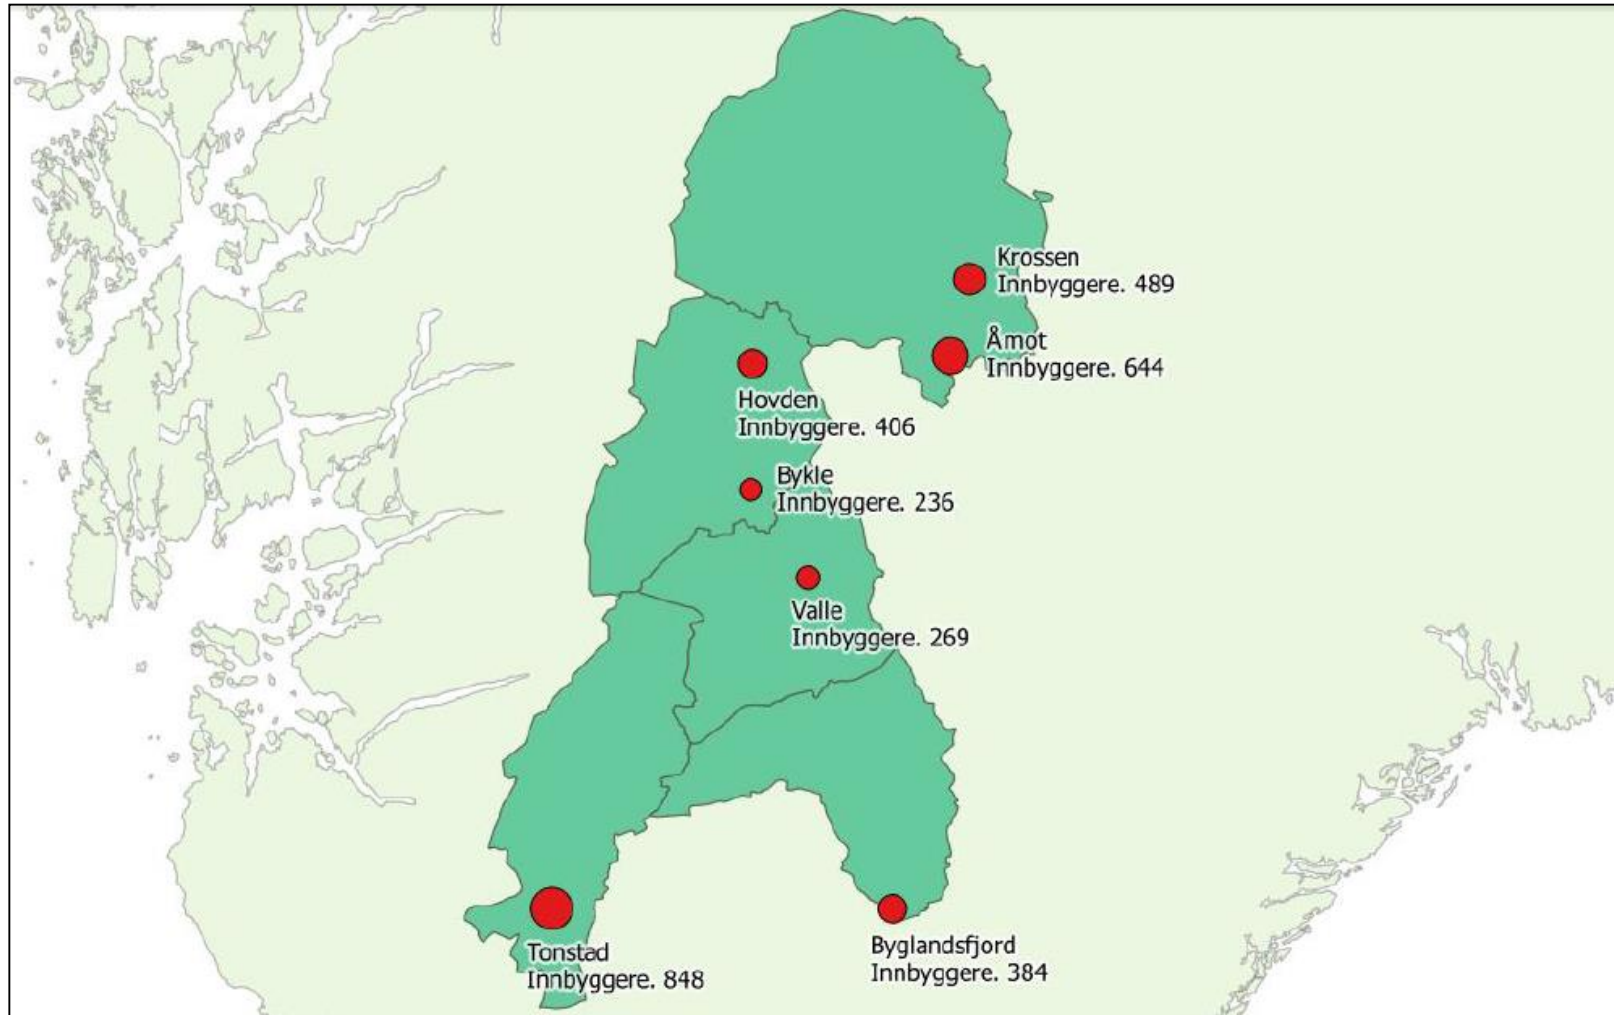 Krossen
Innbyggere. 489
Åmot
Innbyggere. 644
Hovden
Innbyggere. 406
Bykle
Innbyggere. 236
Valle
Innbyggere. 269
Tonstad
Innbyggere. 848
Byglandsfjord
Innbyggere. 384